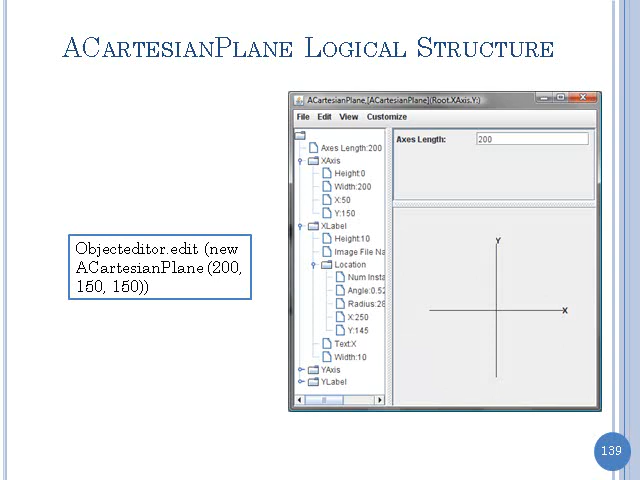 ACARTESIANPLANE LOGICAL STRUCTURE
ACartesianPlane,[ACartesianPlane](Root.XAxis.Y:)
File Edit View Customize
Axes Length:200
XAxis
Height:0
Width:200
X:50
Y:150
XLabel
Height:10
Image File Na
Location
Num Insta
Angle:0.52
Radius:28
X:250
Y:145
Text:X
Width:10
YAxis
YLabel
Axes Length: 200
Y
X
Objecteditor.edit (new
ACartesianPlane (200,
150, 150))
139